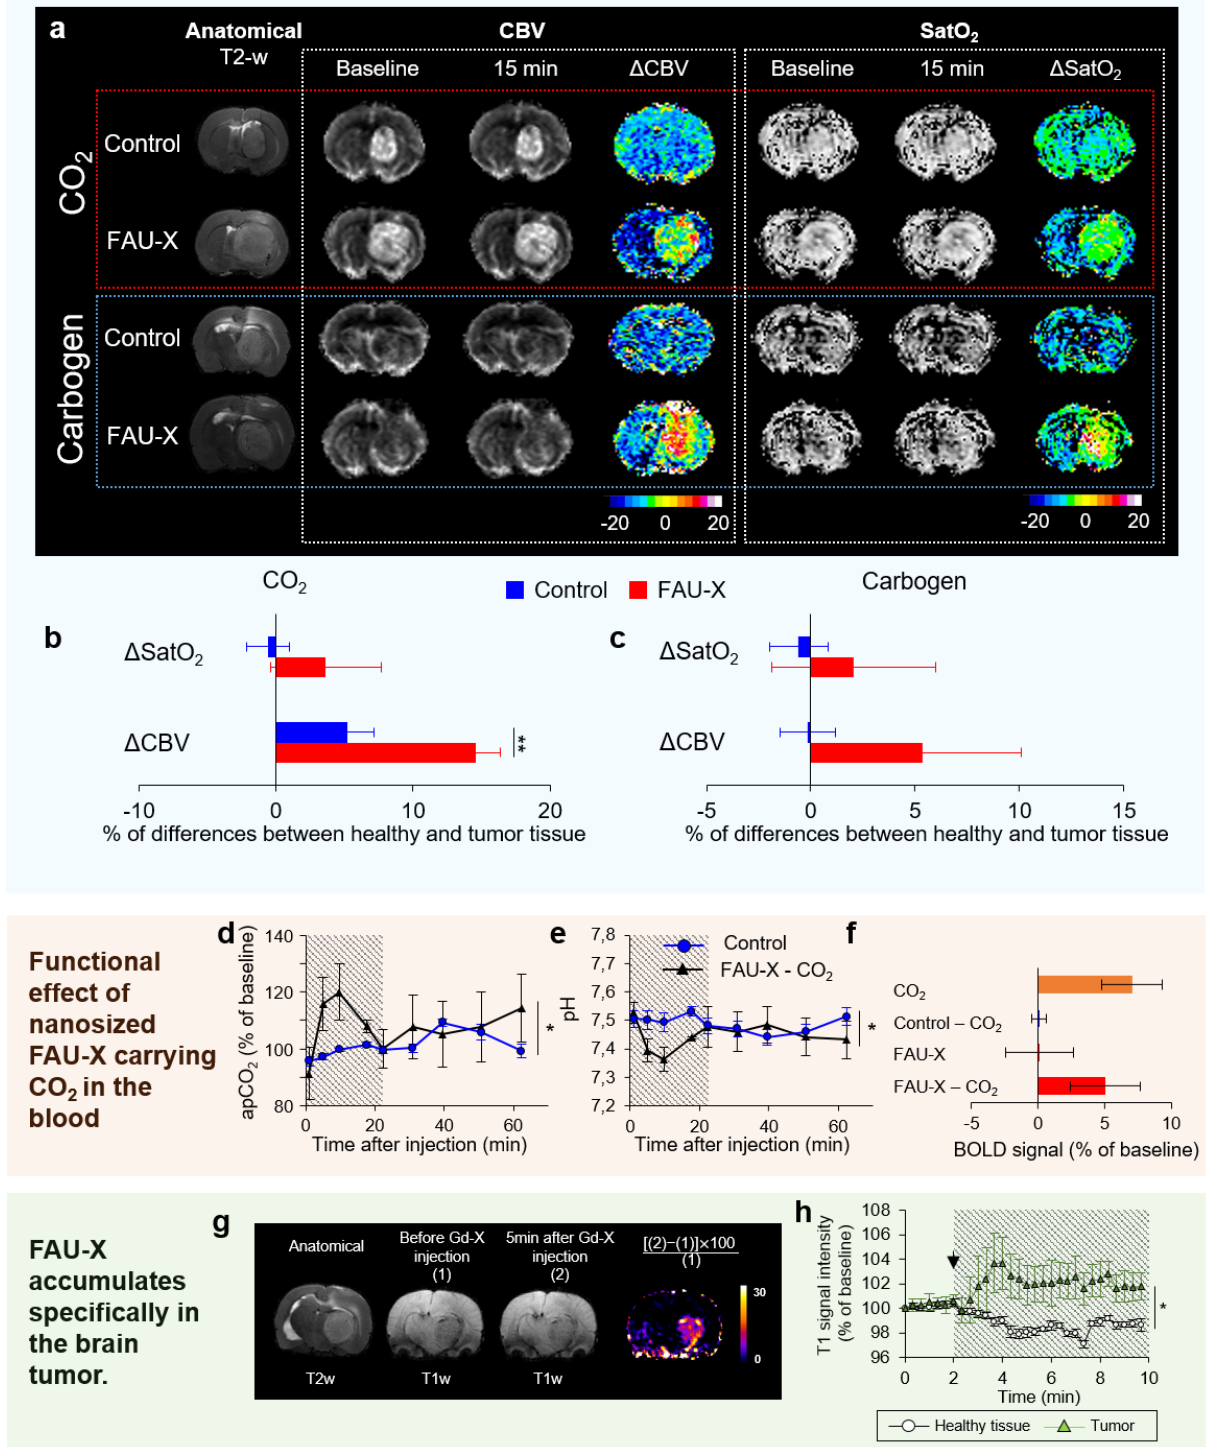 a
Anatomical
T2-w
CBV
SatO₂
Baseline
15 min
ΔCBV
Baseline
15 min
ΔSatO₂
CO₂
Control
FAU-X
Carbogen
Control
FAU-X
-20 0 20
-20 0 20
CO₂
Control
FAU-X
Carbogen
b
ΔSatO₂
ΔCBV
**
-10 0 10 20
% of differences between healthy and tumor tissue
c
ΔSatO₂
ΔCBV
-5 0 5 10 15
% of differences between healthy and tumor tissue
Functional
effect of
nanosized
FAU-X carrying
CO₂ in the
blood
d
apCO₂ (% of baseline)
140
120
100
80
0 20 40 60
Time after injection (min)
*
e
pH
7,8
7,7
7,6
7,5
7,4
7,3
7,2
0 20 40 60
Time after injection (min)
Control
FAU-X - CO₂
*
f
CO₂
Control – CO₂
FAU-X
FAU-X – CO₂
-5 0 5 10
BOLD signal (% of baseline)
FAU-X
accumulates
specifically in
the brain
tumor.
g
Anatomical
T2w
Before Gd-X
injection
(1)
T1w
5min after Gd-X
injection
(2)
T1w
[(2)−(1)]×100
(1)
30
0
h
T1 signal intensity
(% of baseline)
108
106
104
102
100
98
96
0 2 4 6 8 10
Time (min)
*
Healthy tissue
Tumor